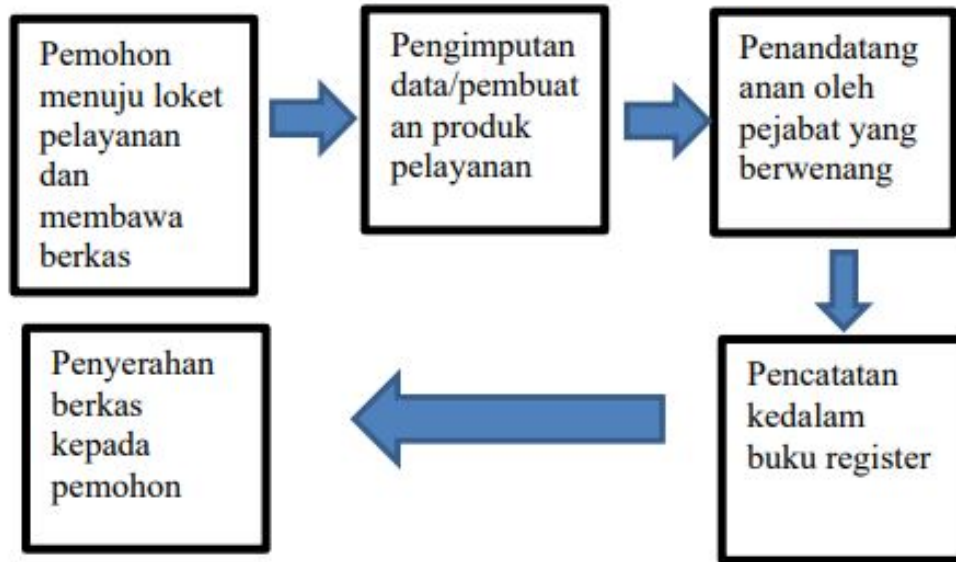 Pemohon
menuju loket
pelayanan
dan
membawa
berkas
Pengimputan
data/pembuat
an produk
pelayanan
Penandatang
anan oleh
pejabat yang
berwenang
Pencatatan
kedalam
buku register
Penyerahan
berkas
kepada
pemohon